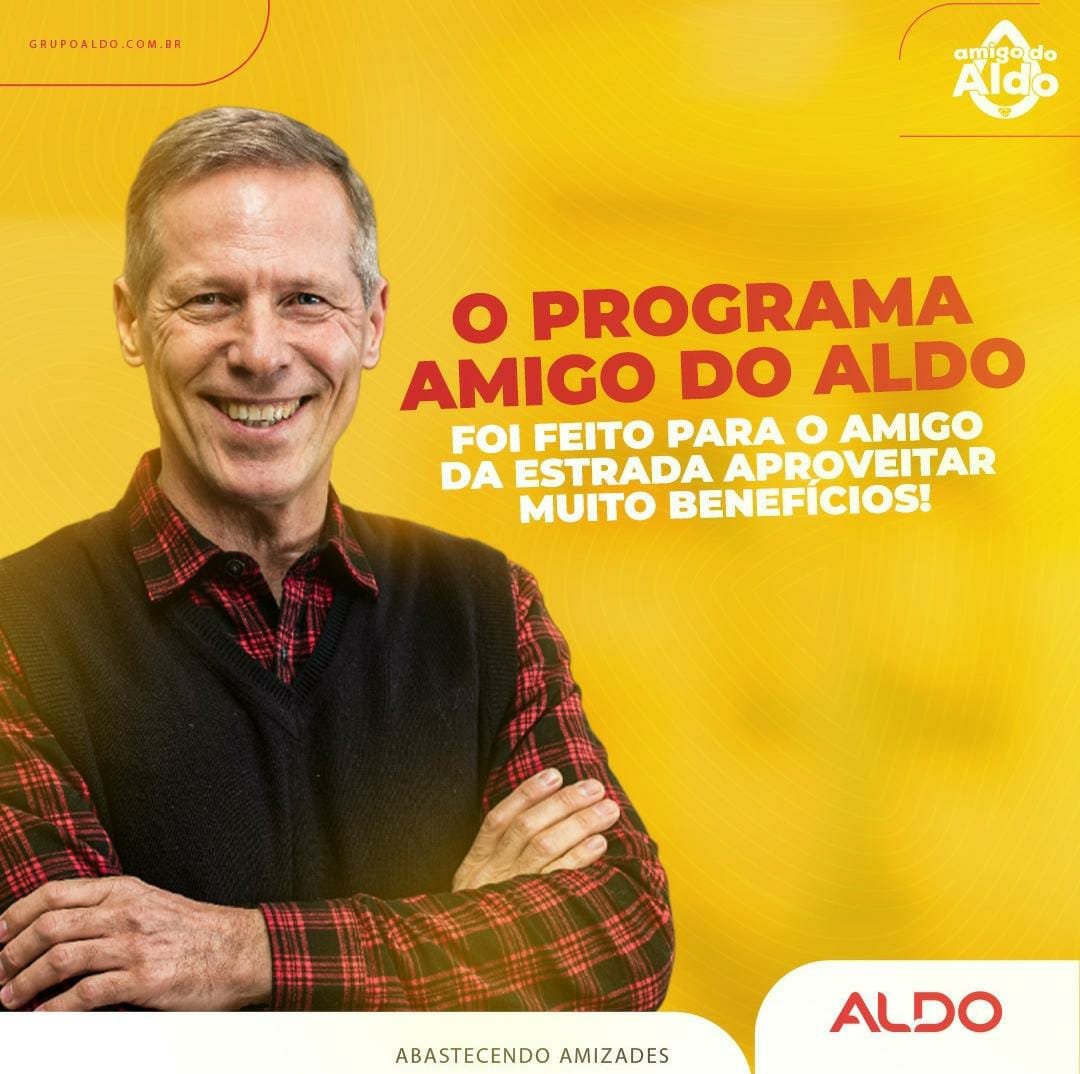 GRUPOALDO.COM.BR
amigo do
Aldo
O PROGRAMA
AMIGO DO ALDO
FOI FEITO PARA O AMIGO
DA ESTRADA APROVEITAR
MUITO BENEFÍCIOS!
ALDO
ABASTECENDO AMIZADES